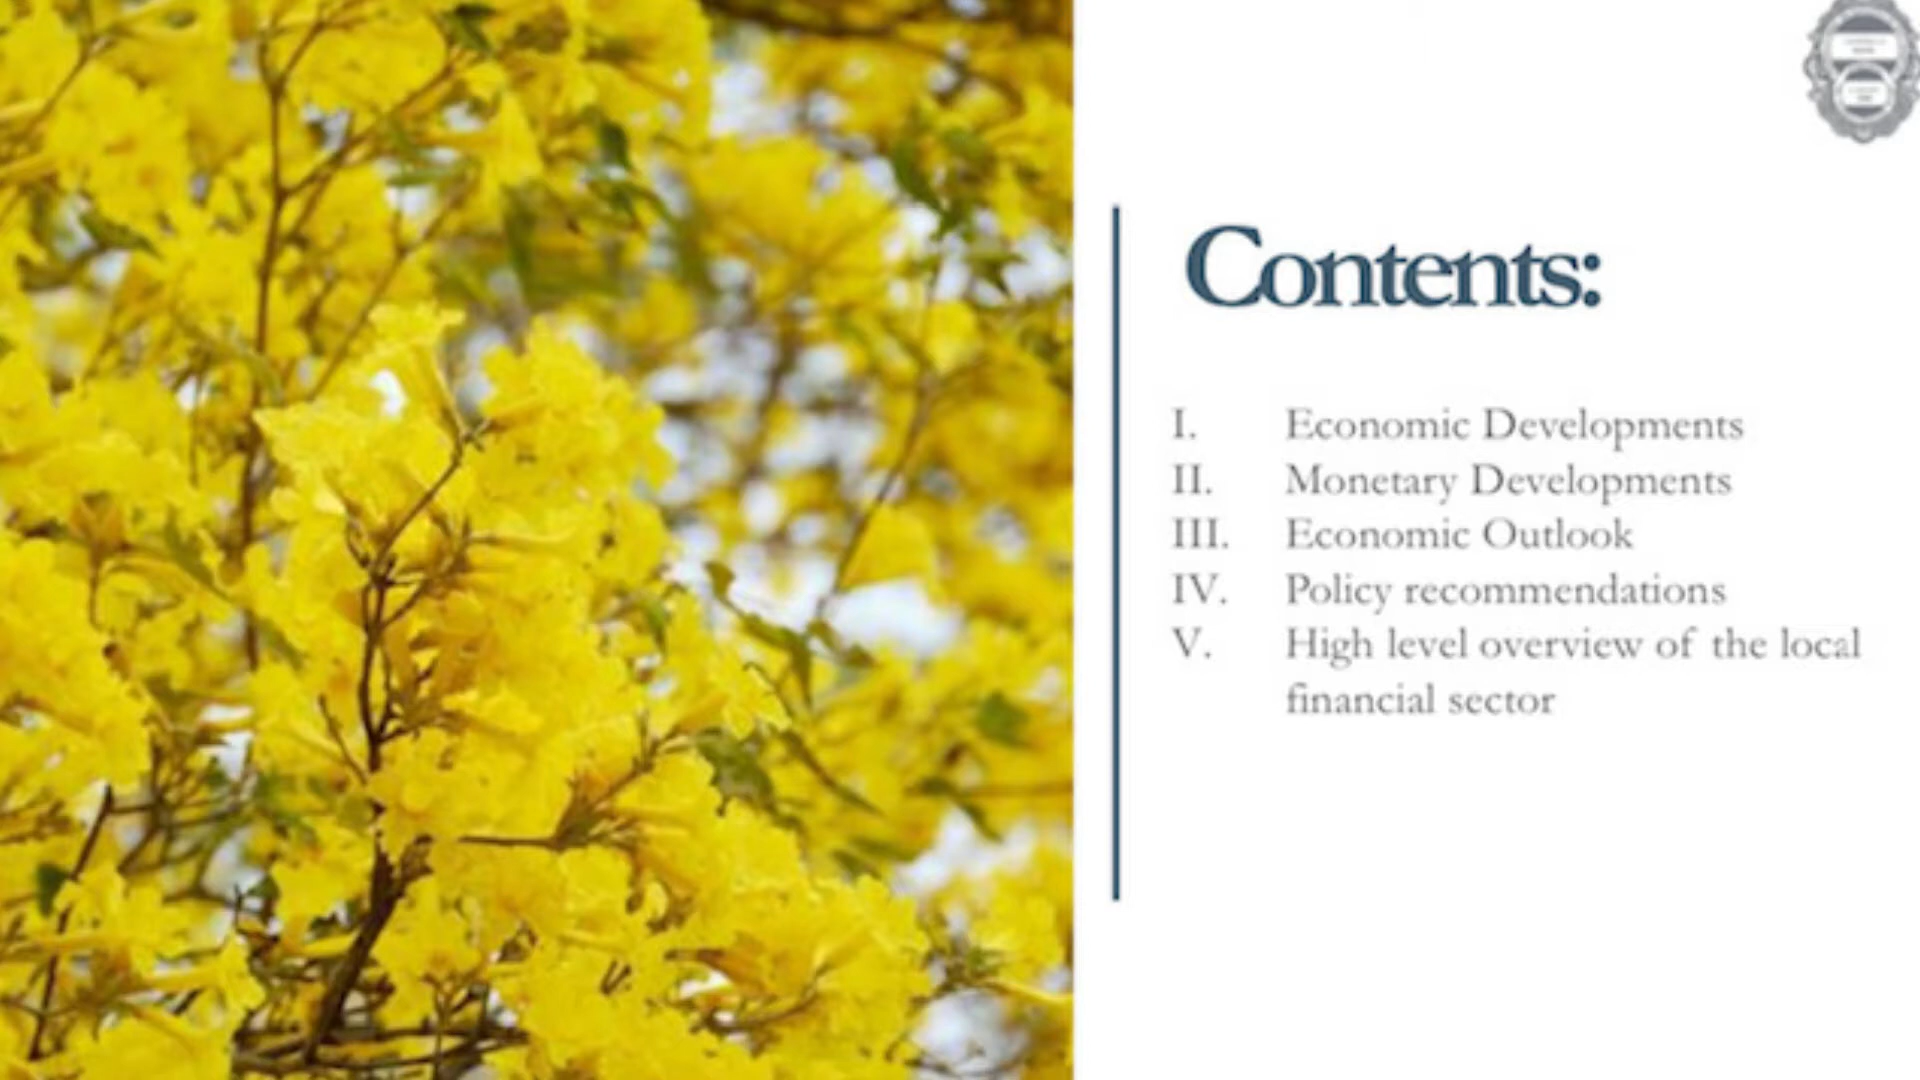 Contents:
I. Economic Developments
II. Monetary Developments
III. Economic Outlook
IV. Policy recommendations
V. High level overview of the local
financial sector